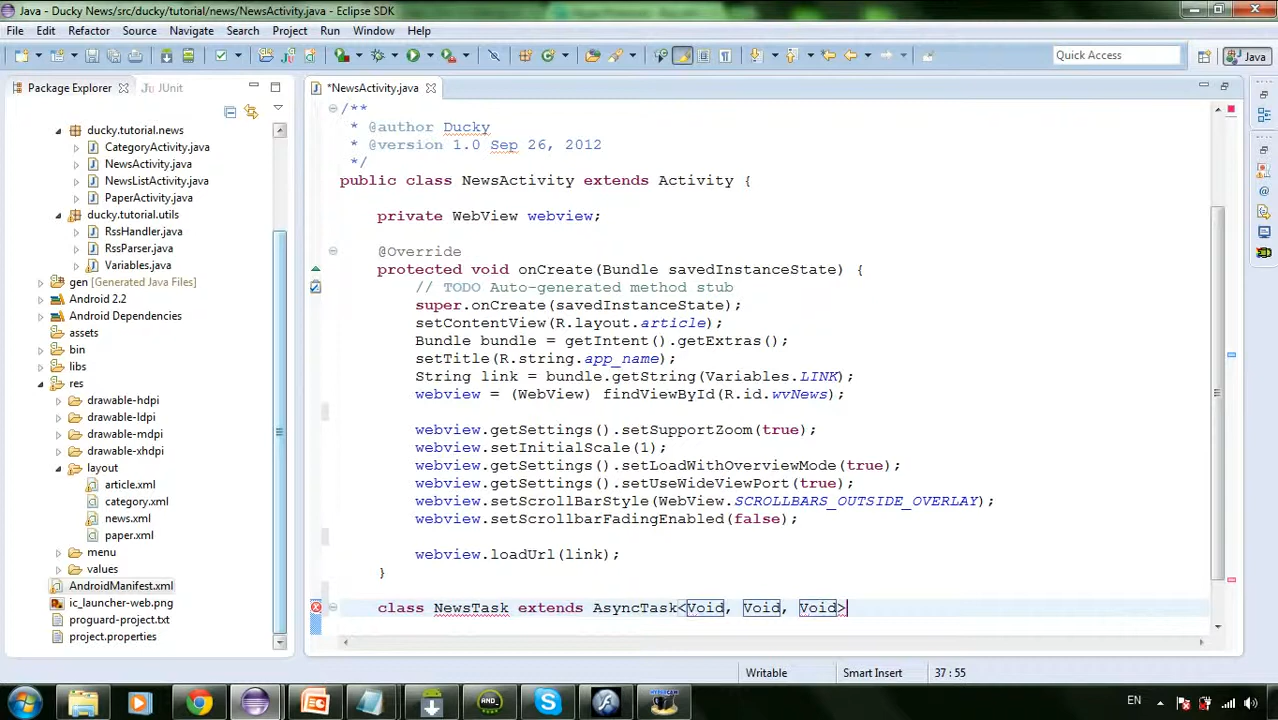 Java - Ducky News/src/ducky/tutorial/news/NewsActivity.java - Eclipse SDK
File Edit Refactor Source Navigate Search Project Run Window Help
Quick Access
Java
Package Explorer
JUnit
*NewsActivity.java
ducky.tutorial.news
CategoryActivity.java
NewsActivity.java
NewsListActivity.java
PaperActivity.java
ducky.tutorial.utils
RssHandler.java
RssParser.java
Variables.java
gen [Generated Java Files]
Android 2.2
Android Dependencies
assets
bin
libs
res
drawable-hdpi
drawable-ldpi
drawable-mdpi
drawable-xhdpi
layout
article.xml
category.xml
news.xml
paper.xml
menu
values
AndroidManifest.xml
ic_launcher-web.png
proguard-project.txt
project.properties
/**
* @author Ducky
* @version 1.0 Sep 26, 2012
*/
public class NewsActivity extends Activity {
private WebView webview;
@Override
protected void onCreate(Bundle savedInstanceState) {
// TODO Auto-generated method stub
super.onCreate(savedInstanceState);
setContentView(R.layout.article);
Bundle bundle = getIntent().getExtras();
setTitle(R.string.app_name);
String link = bundle.getString(Variables.LINK);
webview = (WebView) findViewById(R.id.wvNews);
webview.getSettings().setSupportZoom(true);
webview.setInitialScale(1);
webview.getSettings().setLoadWithOverviewMode(true);
webview.getSettings().setUseWideViewPort(true);
webview.setScrollBarStyle(WebView.SCROLLBARS_OUTSIDE_OVERLAY);
webview.setScrollbarFadingEnabled(false);
webview.loadUrl(link);
}
class NewsTask extends AsyncTask<Void, Void, Void>
Writable
Smart Insert
37 : 55
EN